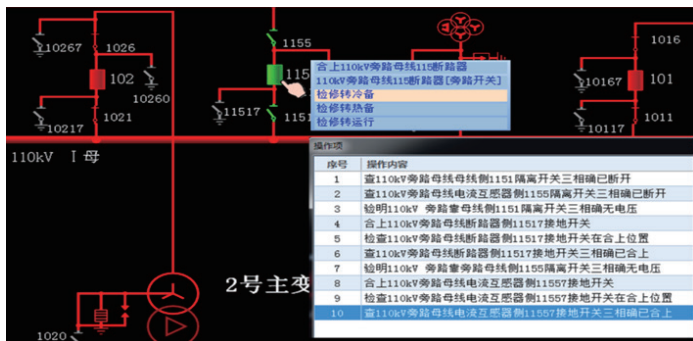 10267
1026
102
10260
1021
10217
1155
115
11517
1151
合上110kV旁路母线115断路器
110kV旁路母线115断路器[旁路开关]
检修转冷备
检修转热备
检修转运行
1016
10167
101
1011
10117
110kV Ⅰ母
2号主变
1020
操作项
序号 操作内容
1 查110kV旁路母线母线侧1151隔离开关三相确已断开
2 查110kV旁路母线电流互感器侧1155隔离开关三相确已断开
3 验明110kV 旁路靠母线侧1151隔离开关三相确无电压
4 合上110kV旁路母线断路器侧11517接地开关
5 检查110kV旁路母线断路器侧11517接地开关在合上位置
6 查110kV旁路母线断路器侧11517接地开关三相确已合上
7 验明110kV 旁路靠旁路母线侧1155隔离开关三相确无电压
8 合上110kV旁路母线电流互感器侧11557接地开关
9 检查110kV旁路母线电流互感器侧11557接地开关在合上位置
10 查110kV旁路母线电流互感器侧11557接地开关三相确已合上